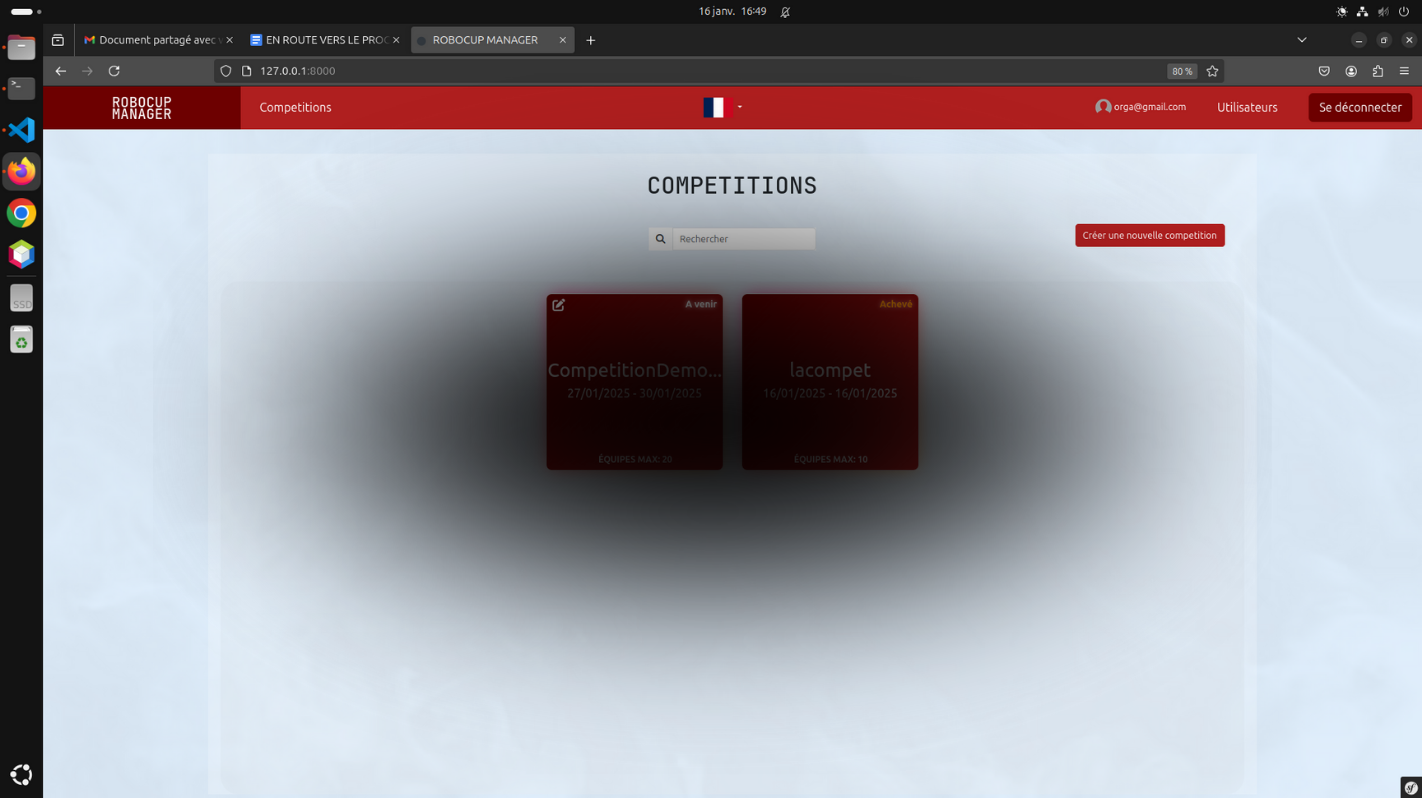 16 janv. 16:49
Document partagé avec v
EN ROUTE VERS LE PROC
ROBOCUP MANAGER
127.0.0.1:8000
80 %
ROBOCUP
MANAGER
Competitions
orga@gmail.com
Utilisateurs
Se déconnecter
COMPETITIONS
Rechercher
Créer une nouvelle competition
A venir
CompetitionDemo...
27/01/2025 - 30/01/2025
ÉQUIPES MAX: 20
Achevé
lacompet
16/01/2025 - 16/01/2025
ÉQUIPES MAX: 10
SSD